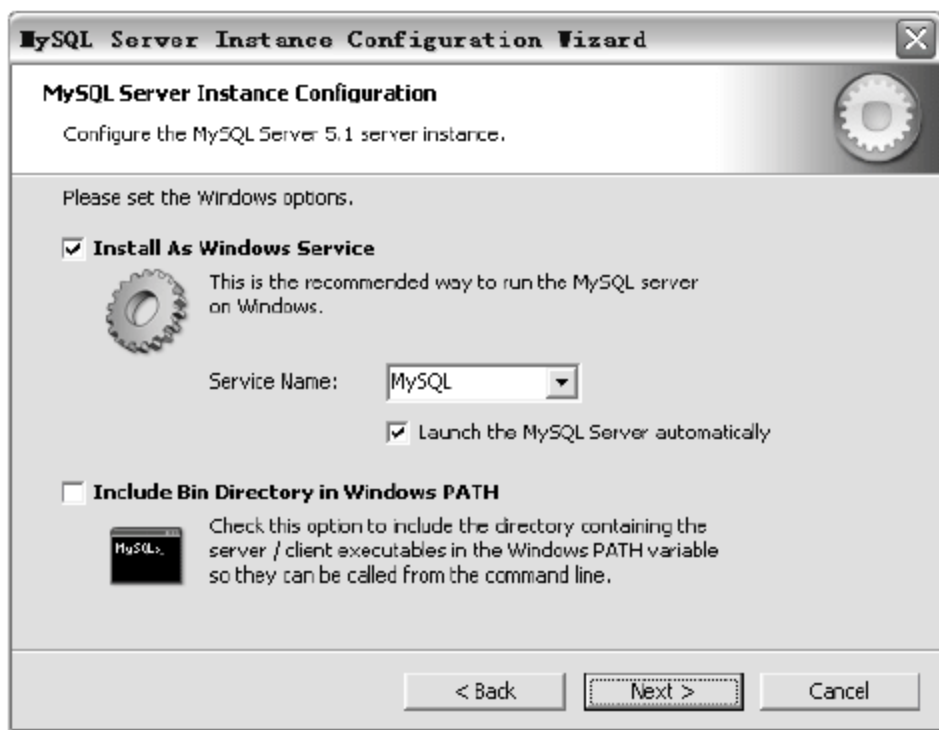 MySQL Server Instance Configuration Wizard
MySQL Server Instance Configuration
Configure the MySQL Server 5.1 server instance.
Please set the Windows options.
Install As Windows Service
This is the recommended way to run the MySQL server
on Windows.
Service Name:
MySQL
Launch the MySQL Server automatically
Include Bin Directory in Windows PATH
MySQL>_
Check this option to include the directory containing the
server / client executables in the Windows PATH variable
so they can be called from the command line.
< Back
Next >
Cancel